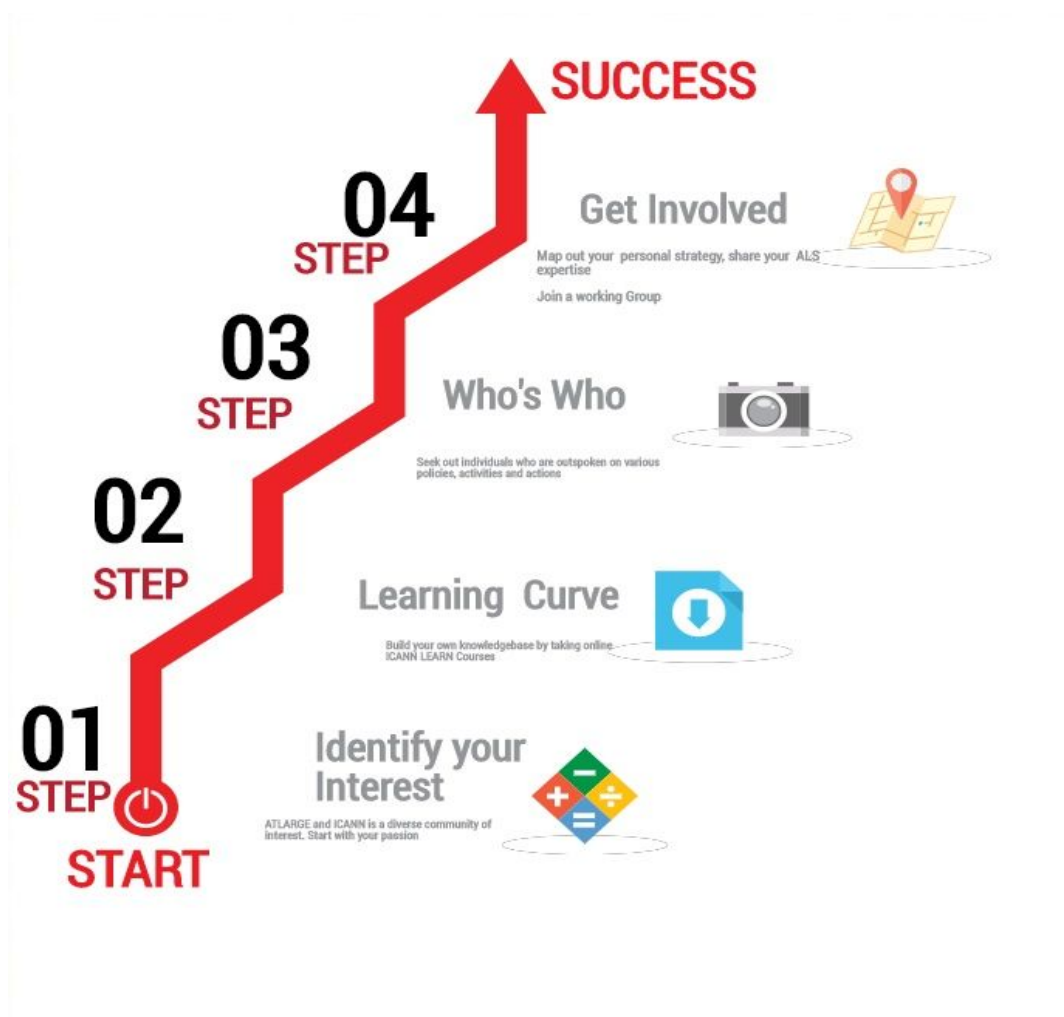 SUCCESS
04
STEP
Get Involved
Map out your personal strategy, share your ALS
expertise
Join a working Group
03
STEP
Who's Who
Seek out individuals who are outspoken on various
policies, activities and actions
02
STEP
Learning Curve
Build your own knowledgebase by taking online
ICANN LEARN Courses
01
STEP
Identify your
Interest
ATLARGE and ICANN is a diverse community of
interest. Start with your passion
START